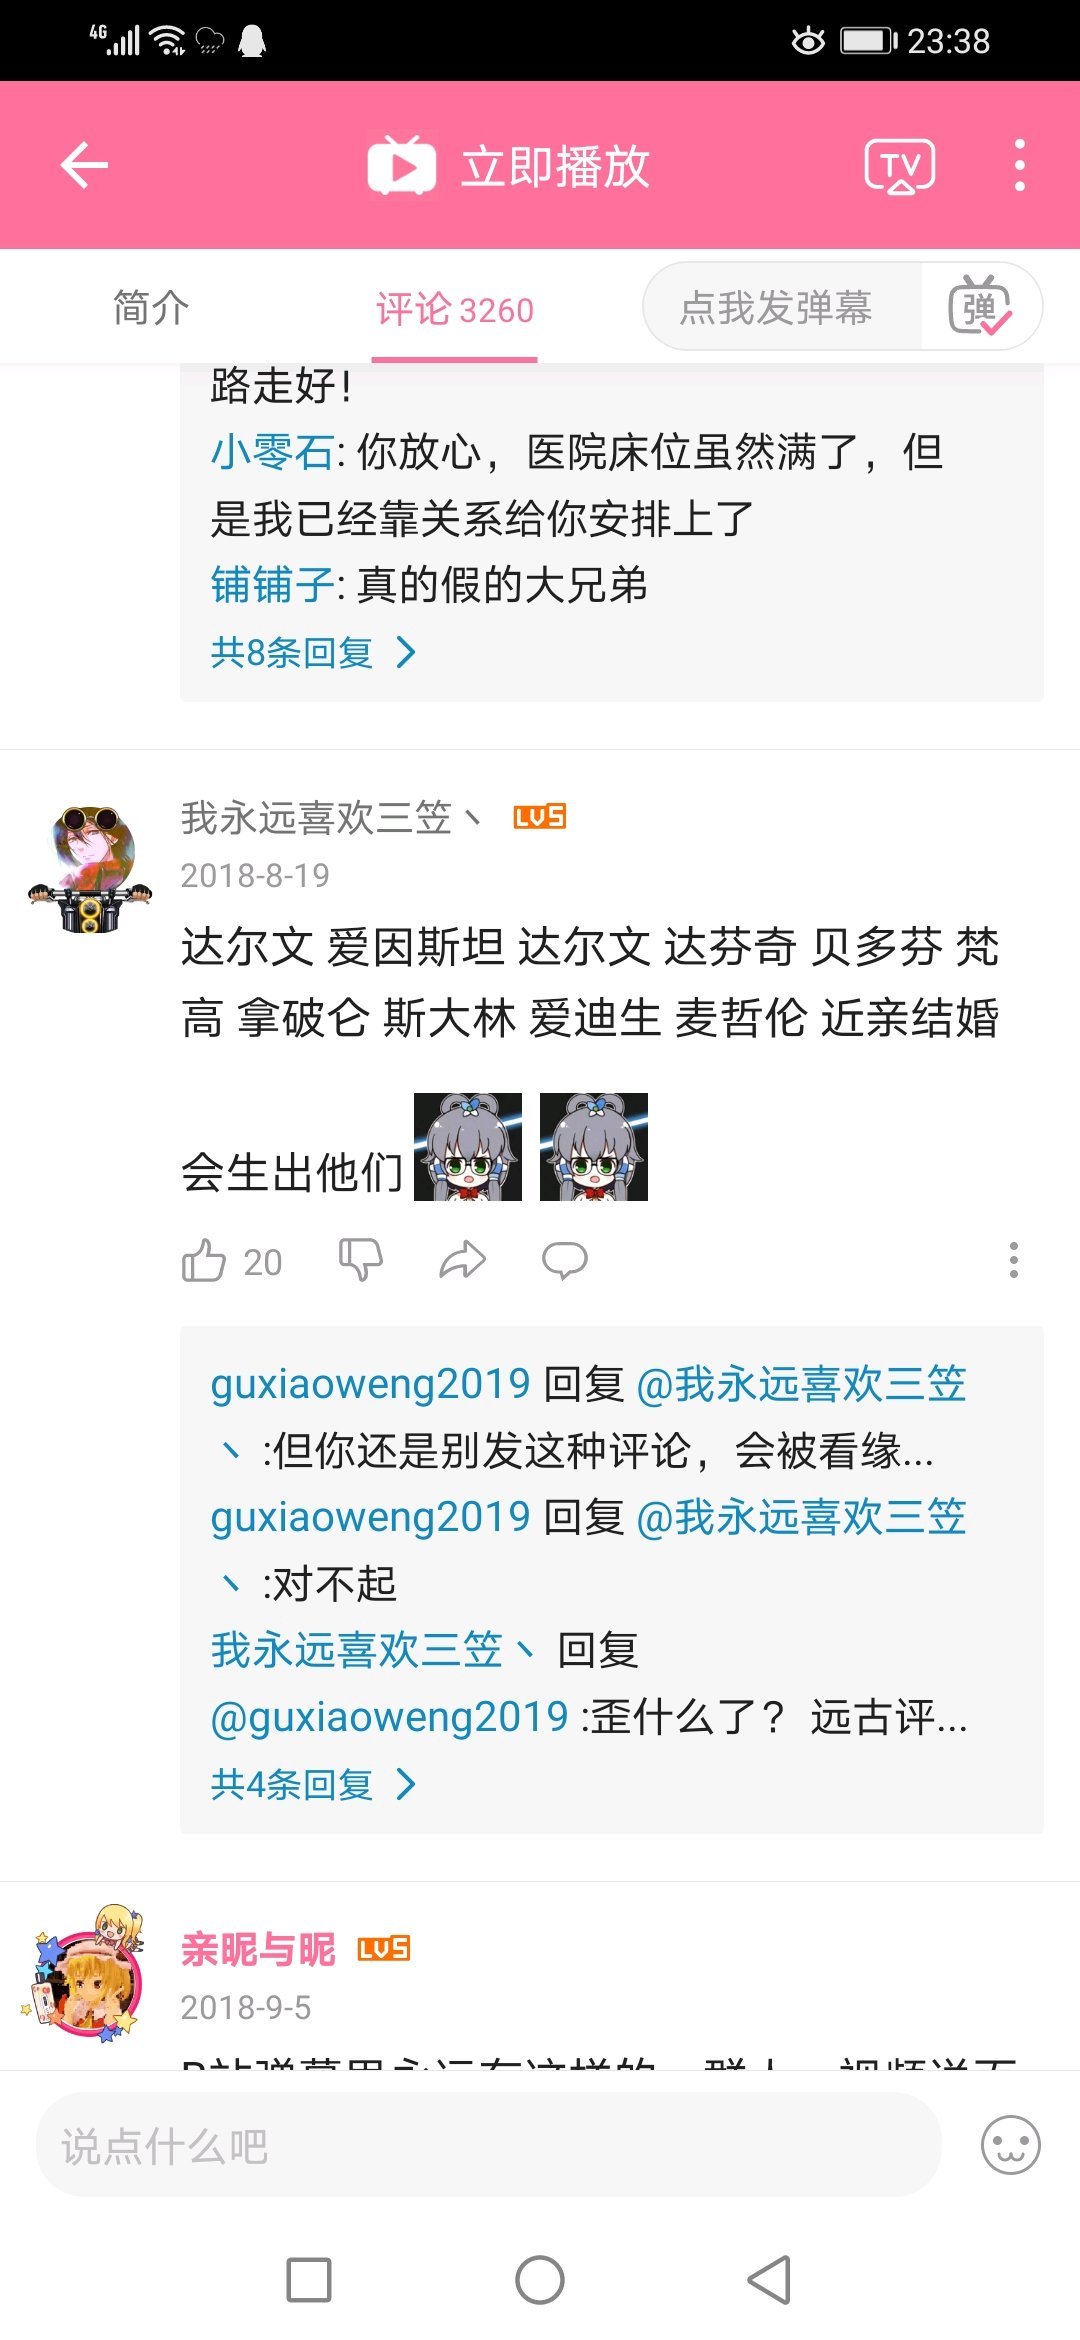 4G 23:38
立即播放 TV
简介 评论 3260 点我发弹幕 弹
路走好！
小零石: 你放心，医院床位虽然满了，但
是我已经靠关系给你安排上了
铺铺子: 真的假的大兄弟
共8条回复
我永远喜欢三笠丶 LV5
2018-8-19
达尔文 爱因斯坦 达尔文 达芬奇 贝多芬 梵
高 拿破仑 斯大林 爱迪生 麦哲伦 近亲结婚
会生出他们
20
guxiaoweng2019 回复 @我永远喜欢三笠
丶 :但你还是别发这种评论，会被看缘...
guxiaoweng2019 回复 @我永远喜欢三笠
丶 :对不起
我永远喜欢三笠丶 回复
@guxiaoweng2019 :歪什么了？ 远古评...
共4条回复
亲昵与昵 LV5
2018-9-5
说点什么吧